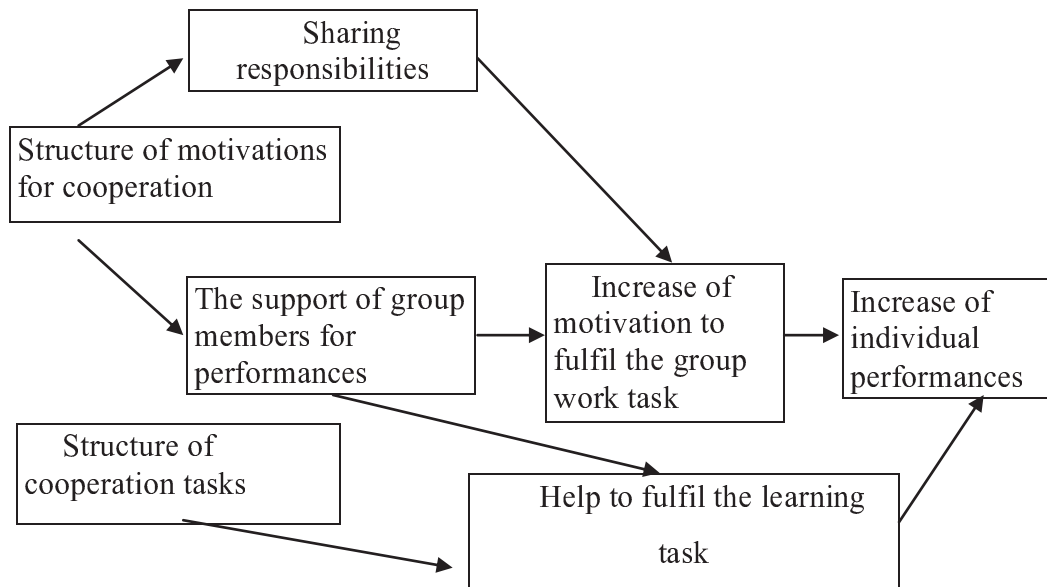 Sharing
responsibilities
Structure of motivations
for cooperation
The support of group
members for
performances
Increase of
motivation to
fulfil the group
work task
Increase of
individual
performances
Structure of
cooperation tasks
Help to fulfil the learning
task